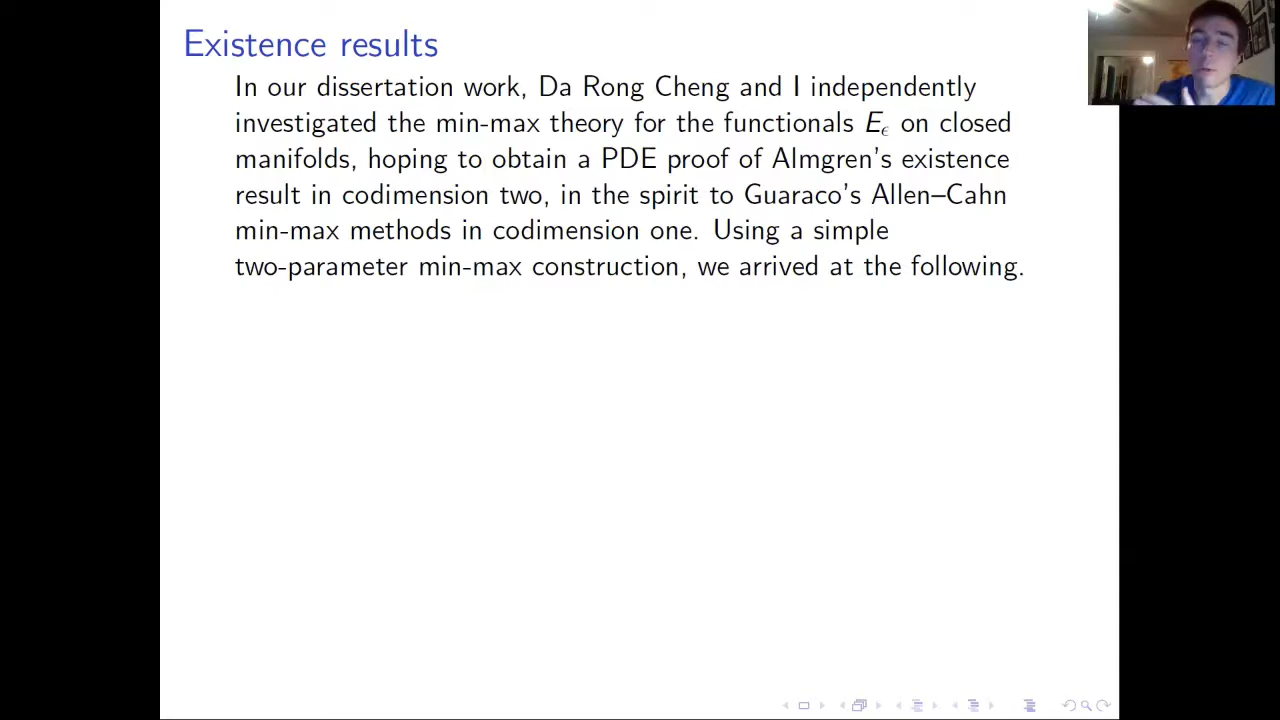 Existence results
In our dissertation work, Da Rong Cheng and I independently
investigated the min-max theory for the functionals Eϵ on closed
manifolds, hoping to obtain a PDE proof of Almgren's existence
result in codimension two, in the spirit to Guaraco's Allen–Cahn
min-max methods in codimension one. Using a simple
two-parameter min-max construction, we arrived at the following.